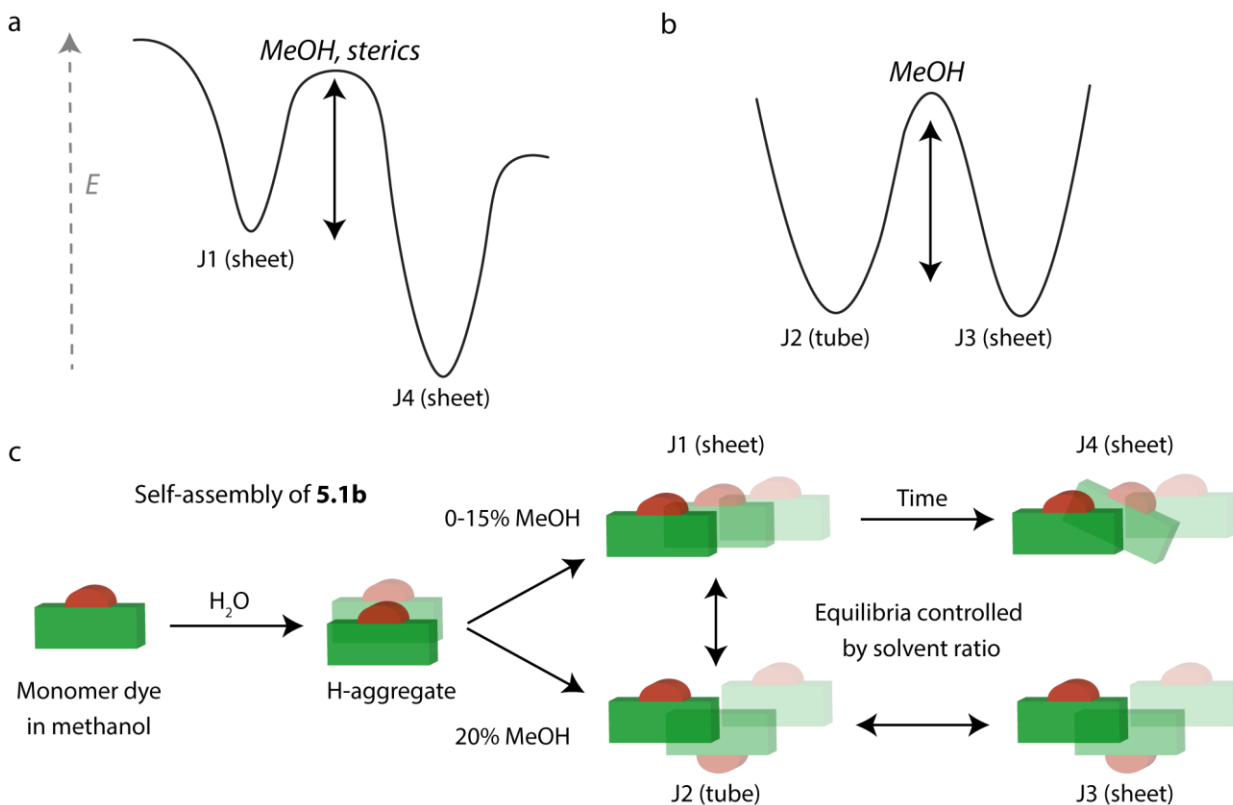 a
MeOH, sterics
E
J1 (sheet)
J4 (sheet)
b
MeOH
J2 (tube)
J3 (sheet)
c
Self-assembly of 5.1b
Monomer dye
in methanol
H2O
H-aggregate
0-15% MeOH
20% MeOH
J1 (sheet)
Time
J4 (sheet)
Equilibria controlled
by solvent ratio
J2 (tube)
J3 (sheet)